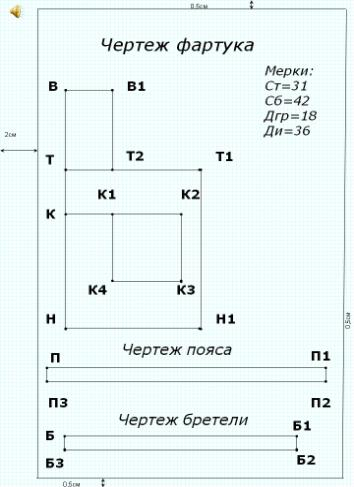 0.5см
Чертеж фартука
Мерки:
Ст=31
Сб=42
Дгр=18
Ди=36
В В1
2см
Т Т2 Т1
К1 К2
К
К4 К3
Н Н1
0,5см
Чертеж пояса
П П1
П3 П2
Чертеж бретели
Б Б1
Б3 Б2
0,5см